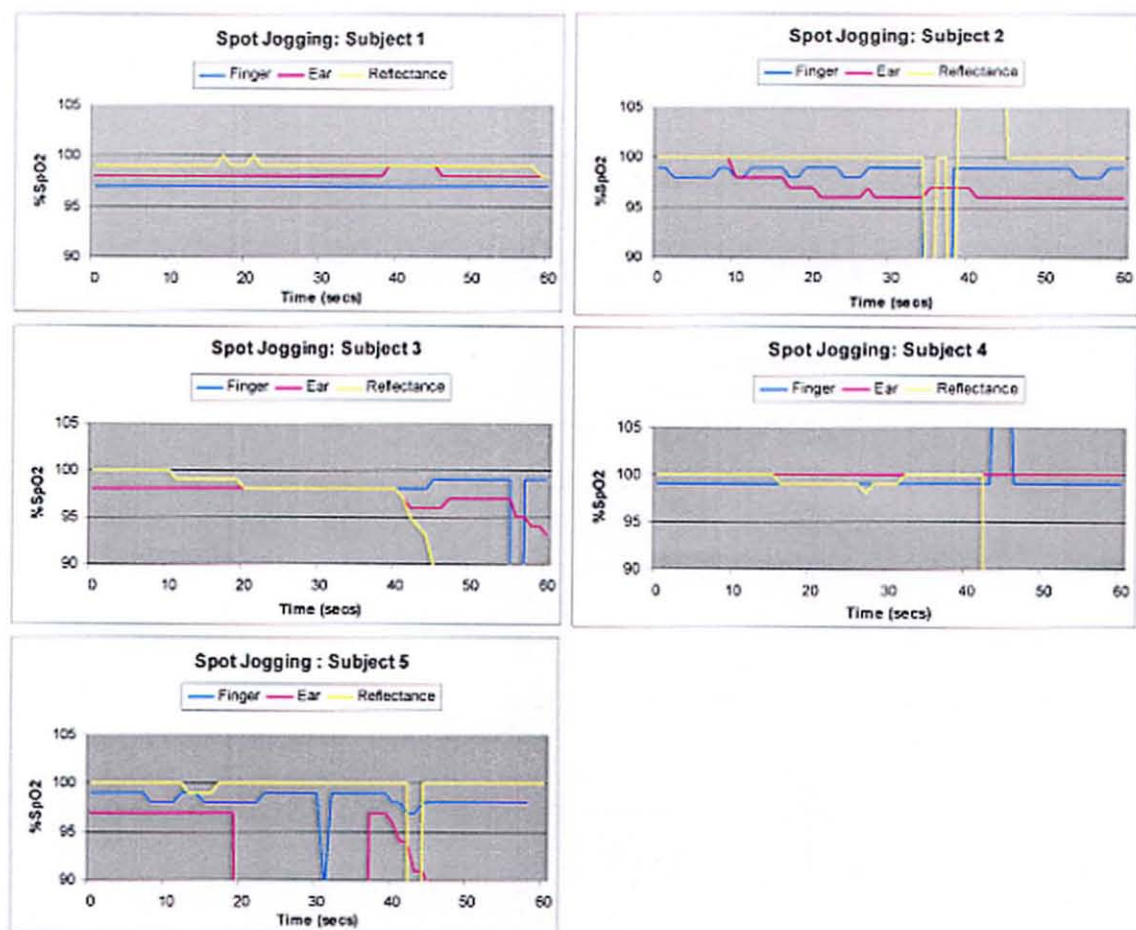 Spot Jogging: Subject 1
Finger Ear Reflectance
105
100
95
90
%SpO2
0 10 20 30 40 50 60
Time (secs)
Spot Jogging: Subject 2
Finger Ear Reflectance
105
100
95
90
%SpO2
0 10 20 30 40 50 60
Time (secs)
Spot Jogging: Subject 3
Finger Ear Reflectance
105
100
95
90
%SpO2
0 10 20 30 40 50 60
Time (secs)
Spot Jogging: Subject 4
Finger Ear Reflectance
105
100
95
90
%SpO2
0 10 20 30 40 50 60
Time (secs)
Spot Jogging : Subject 5
Finger Ear Reflectance
105
100
95
90
%SpO2
0 10 20 30 40 50 60
Time (secs)